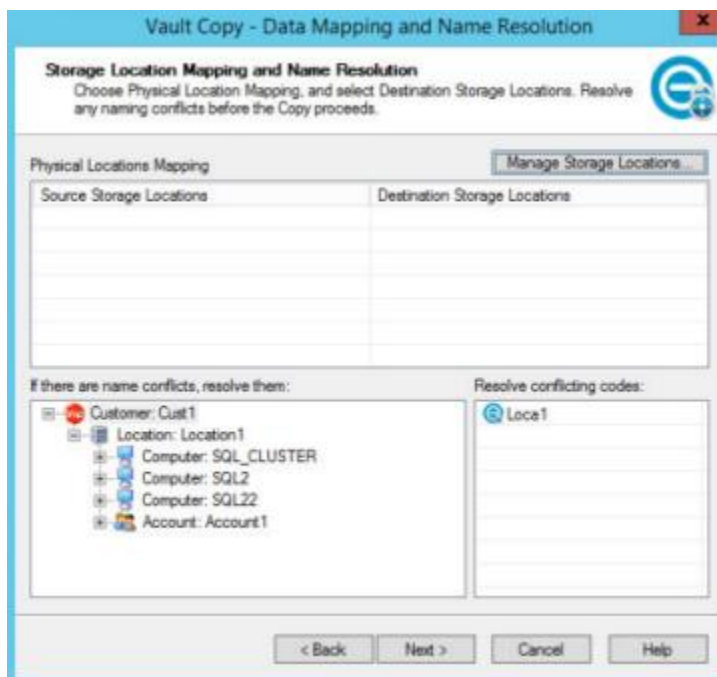 Vault Copy - Data Mapping and Name Resolution
x
Storage Location Mapping and Name Resolution
Choose Physical Location Mapping, and select Destination Storage Locations. Resolve
any naming conflicts before the Copy proceeds.
Physical Locations Mapping
Manage Storage Locations...
Source Storage Locations
Destination Storage Locations
If there are name conflicts, resolve them:
Resolve conflicting codes:
Customer: Cust1
Location: Location1
Computer: SQL_CLUSTER
Computer: SQL2
Computer: SQL22
Account: Account1
Loca1
< Back
Next >
Cancel
Help